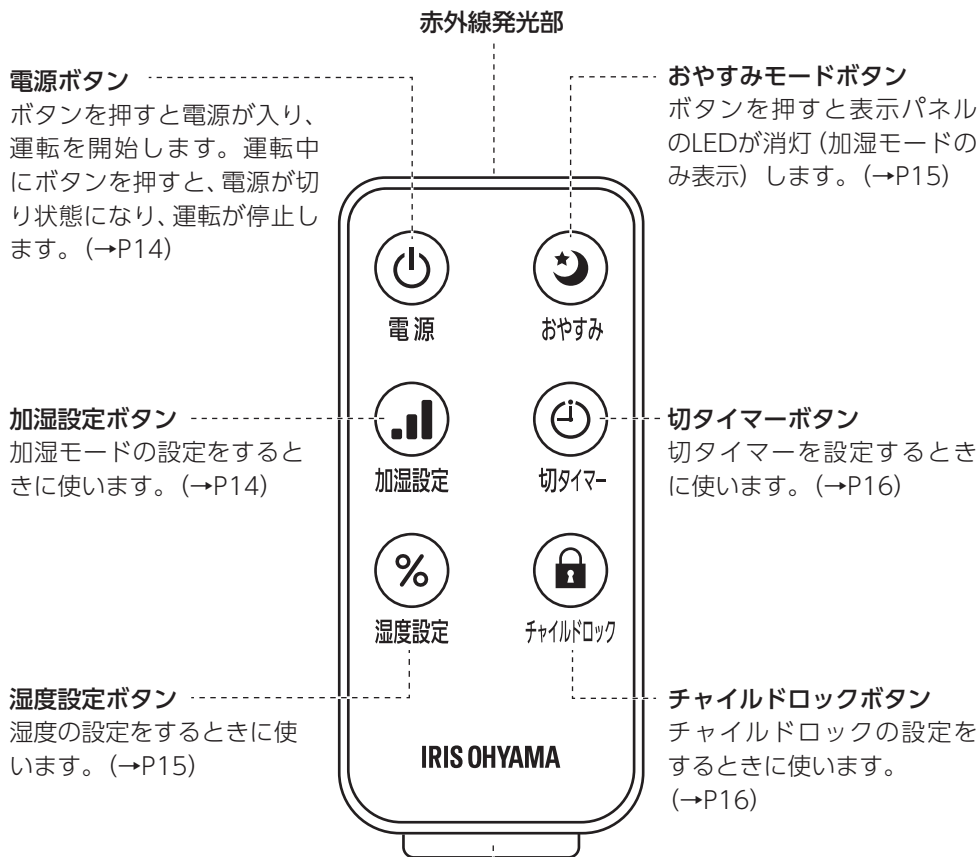 赤外線発光部
電源ボタン
ボタンを押すと電源が入り、
運転を開始します。運転中
にボタンを押すと、電源が切
り状態になり、運転が停止し
ます。(→P14)
おやすみモードボタン
ボタンを押すと表示パネル
のLEDが消灯(加湿モードの
み表示)します。(→P15)
電源
おやすみ
加湿設定ボタン
加湿モードの設定をすると
きに使います。(→P14)
加湿設定
切タイマー
切タイマーボタン
切タイマーを設定するとき
に使います。(→P16)
%
湿度設定
チャイルドロック
湿度設定ボタン
湿度の設定をするときに使
います。(→P15)
チャイルドロックボタン
チャイルドロックの設定を
するときに使います。
(→P16)
IRIS OHYAMA